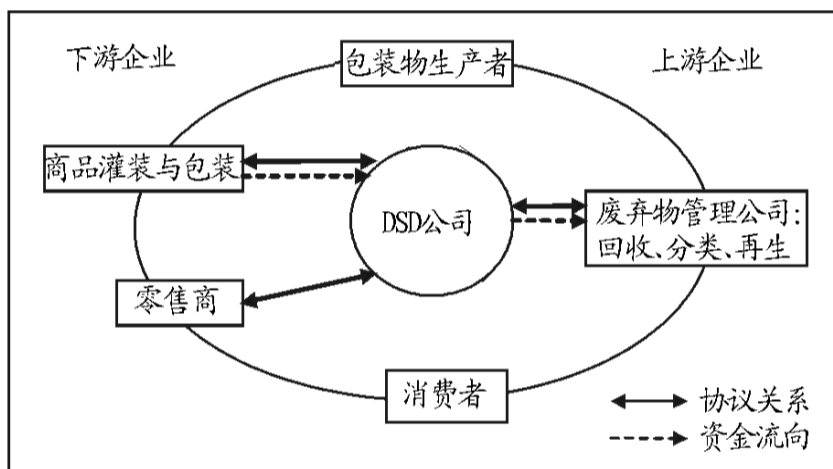 下游企业
包装物生产者
上游企业
商品灌装与包装
DSD公司
废弃物管理公司:
回收、分类、再生
零售商
消费者
协议关系
资金流向